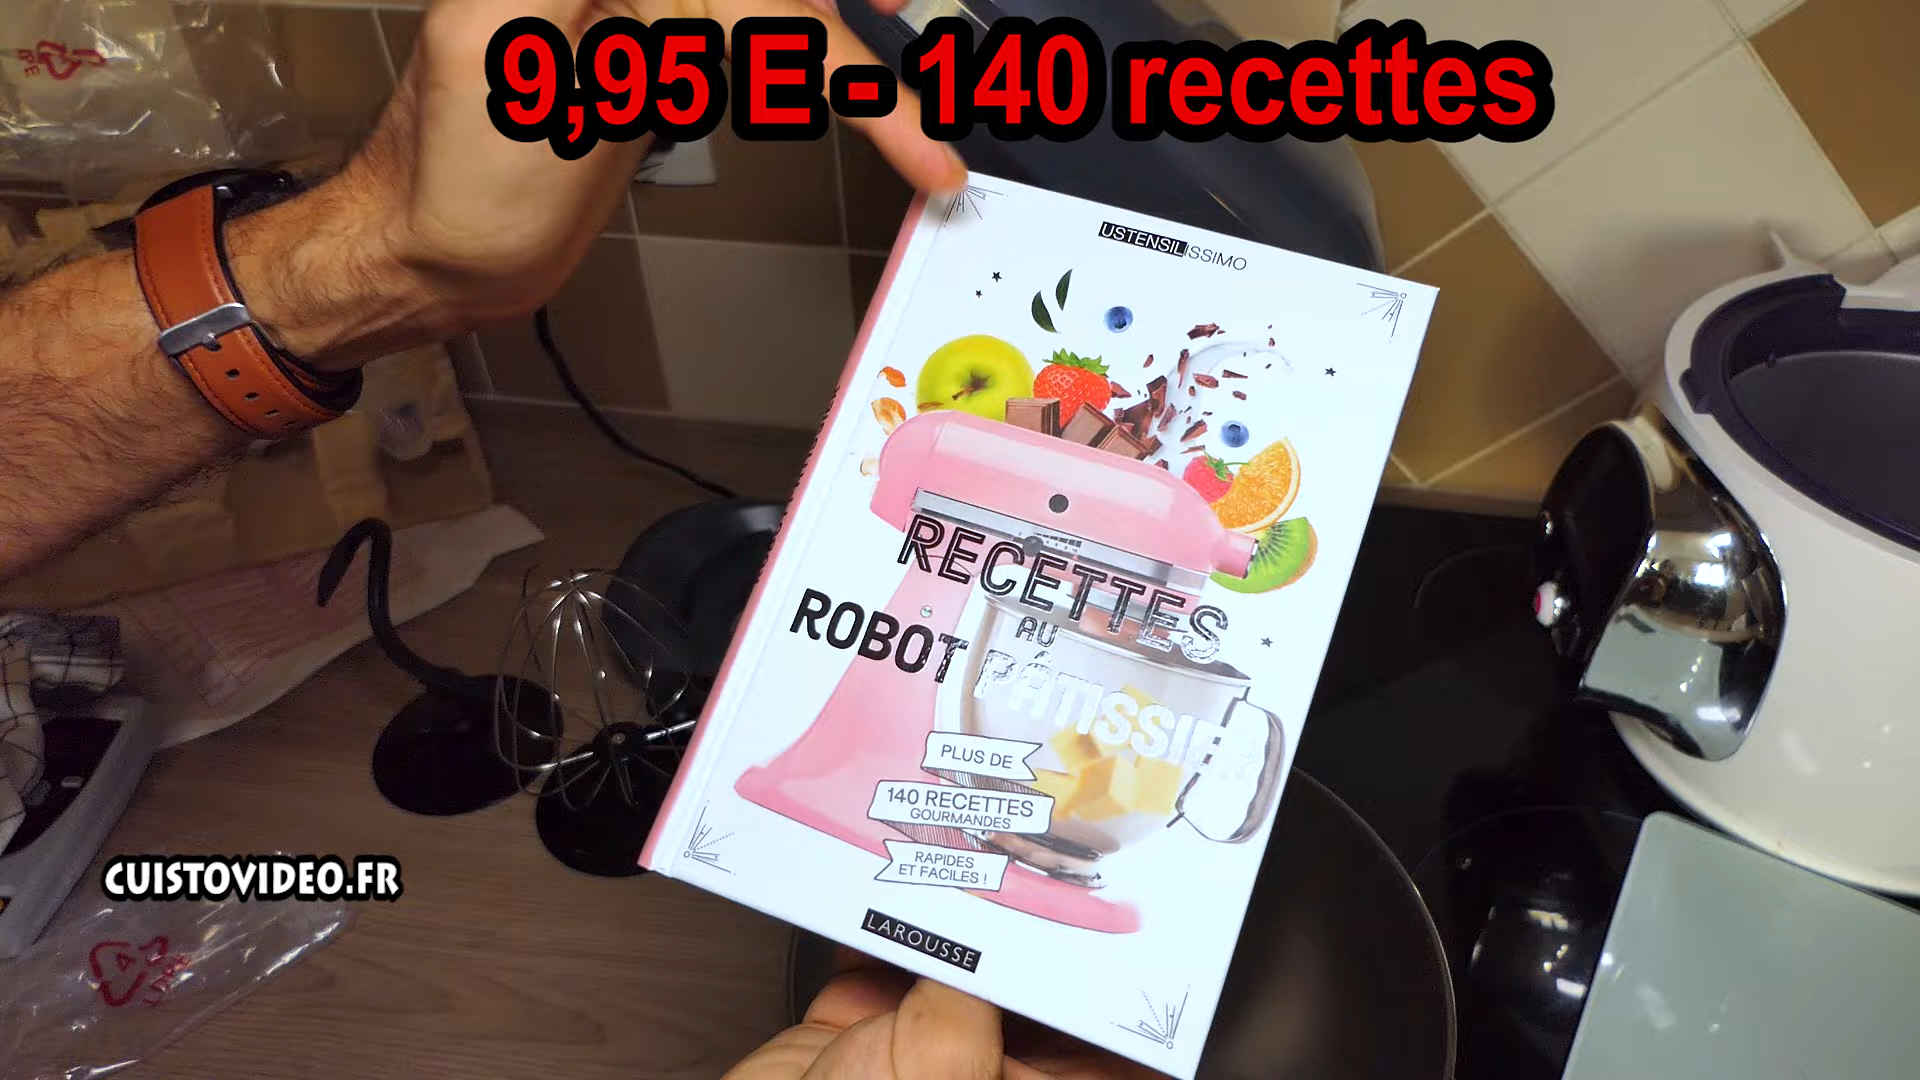 9,95 E - 140 recettes
USTENSILISSIMO
RECETTES
AU
ROBOT PÂTISSIER
PLUS DE
140 RECETTES
GOURMANDES
RAPIDES
ET FACILES !
LAROUSSE
CUISTOVIDEO.FR